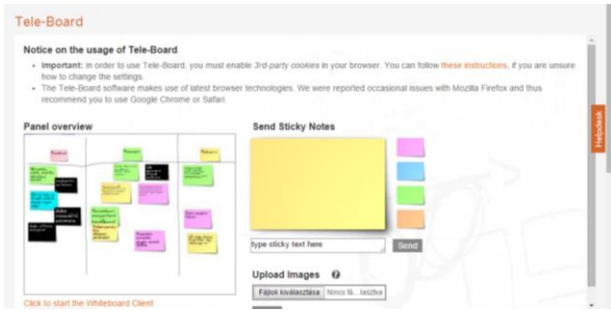 Tele-Board
Notice on the usage of Tele-Board
Important: in order to use Tele-Board, you must enable 3rd-party cookies in your browser. You can follow these instructions, if you are unsure
how to change the settings.
The Tele-Board software makes use of latest browser technologies. We were reported occasional issues with Mozilla Firefox and thus
recommend you to use Google Chrome or Safari.
Panel overview
Send Sticky Notes
type sticky text here
Send
Upload Images
Fájlok kiválasztása Nincs fá...lasztva
Click to start the Whiteboard Client
Helpdesk